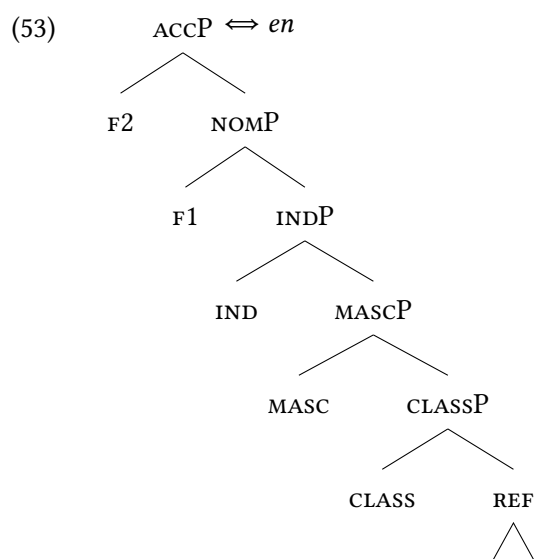 (53) ACCP ⇔ en
F2 NOMP
F1 INDP
IND MASCP
MASC CLASSP
CLASS REF